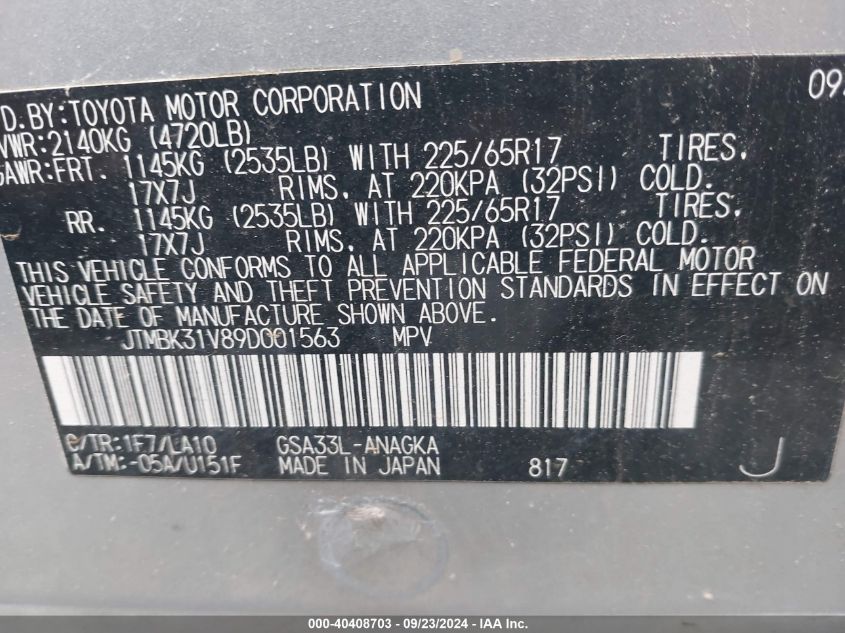 D. BY: TOYOTA MOTOR CORPORATION 09
VWR: 2140KG (4720LB)
GAWR: FRT. 1145KG (2535LB) WITH 225/65R17 TIRES.
17X7J RIMS. AT 220KPA (32PSI) COLD.
RR. 1145KG (2535LB) WITH 225/65R17 TIRES.
17X7J RIMS. AT 220KPA (32PSI) COLD.
THIS VEHICLE CONFORMS TO ALL APPLICABLE FEDERAL MOTOR
VEHICLE SAFETY AND THEFT PREVENTION STANDARDS IN EFFECT ON
THE DATE OF MANUFACTURE SHOWN ABOVE.
JTMBK31V89D001563 MPV
C/TR: 1F7/LA10 GSA33L-ANAGKA
A/TM: -05A/U151F MADE IN JAPAN 817 J
000-40408703 - 09/23/2024 - IAA Inc.